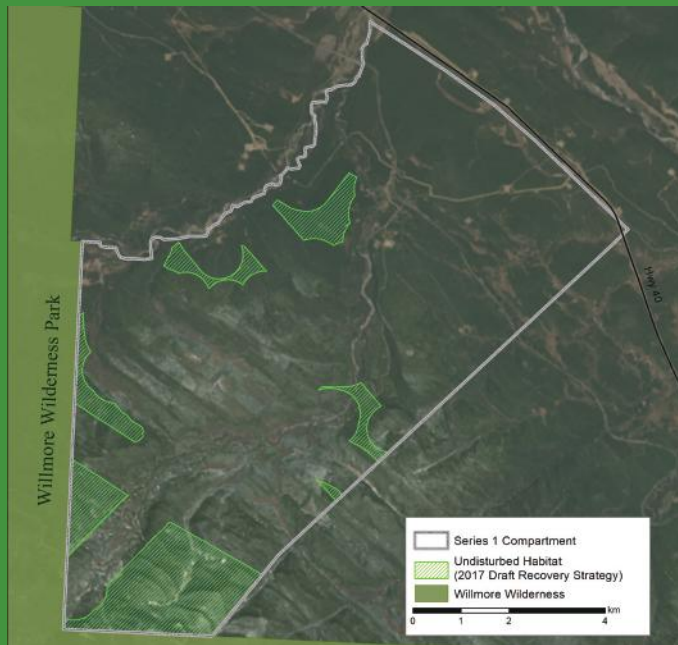 Hwy 40
Willmore Wilderness Park
Series 1 Compartment
Undisturbed Habitat
(2017 Draft Recovery Strategy)
Willmore Wilderness
km
0 1 2 4